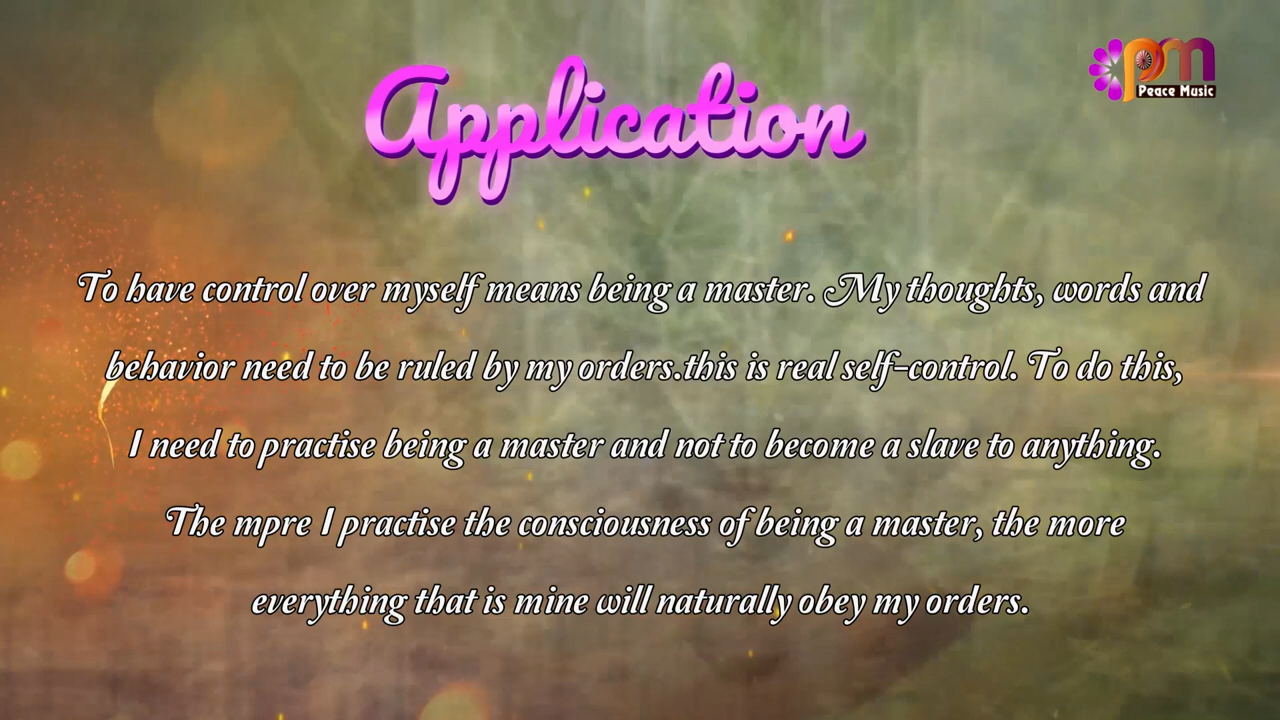 Application
pm
Peace Music
To have control over myself means being a master. My thoughts, words and
behavior need to be ruled by my orders.this is real self-control. To do this,
I need to practise being a master and not to become a slave to anything.
The mpre I practise the consciousness of being a master, the more
everything that is mine will naturally obey my orders.